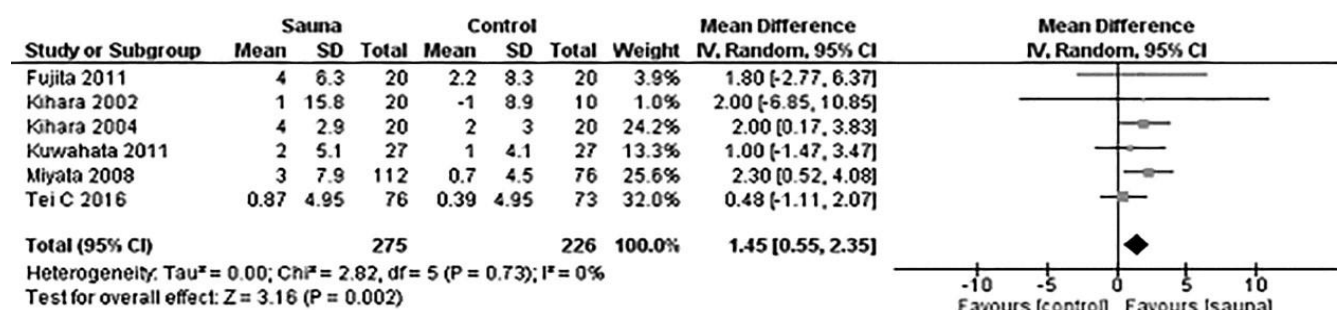 Sauna Control Mean Difference Mean Difference
Study or Subgroup Mean SD Total Mean SD Total Weight IV, Random, 95% CI IV, Random, 95% CI
Fujita 2011 4 6.3 20 2.2 8.3 20 3.9% 1.80 [-2.77, 6.37]
Kihara 2002 1 15.8 20 -1 8.9 10 1.0% 2.00 [-6.85, 10.85]
Kihara 2004 4 2.9 20 2 3 20 24.2% 2.00 [0.17, 3.83]
Kuwahata 2011 2 5.1 27 1 4.1 27 13.3% 1.00 [-1.47, 3.47]
Miyata 2008 3 7.9 112 0.7 4.5 76 25.6% 2.30 [0.52, 4.08]
Tei C 2016 0.87 4.95 76 0.39 4.95 73 32.0% 0.48 [-1.11, 2.07]
Total (95% CI) 275 226 100.0% 1.45 [0.55, 2.35]
Heterogeneity: Tau² = 0.00; Chi² = 2.82, df = 5 (P = 0.73); I² = 0%
Test for overall effect: Z = 3.16 (P = 0.002)
-10 -5 0 5 10
Favours [control] Favours [sauna]